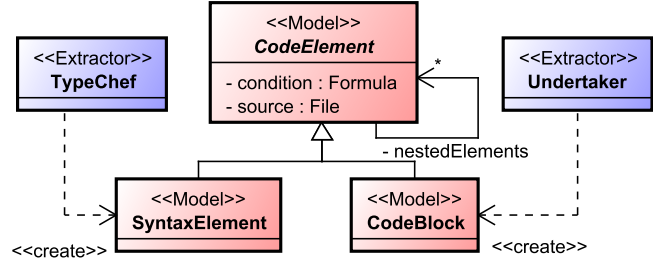 <<Model>>
CodeElement
- condition : Formula
- source : File
<<Extractor>>
TypeChef
<<Extractor>>
Undertaker
*
- nestedElements
<<Model>>
SyntaxElement
<<Model>>
CodeBlock
<<create>>
<<create>>